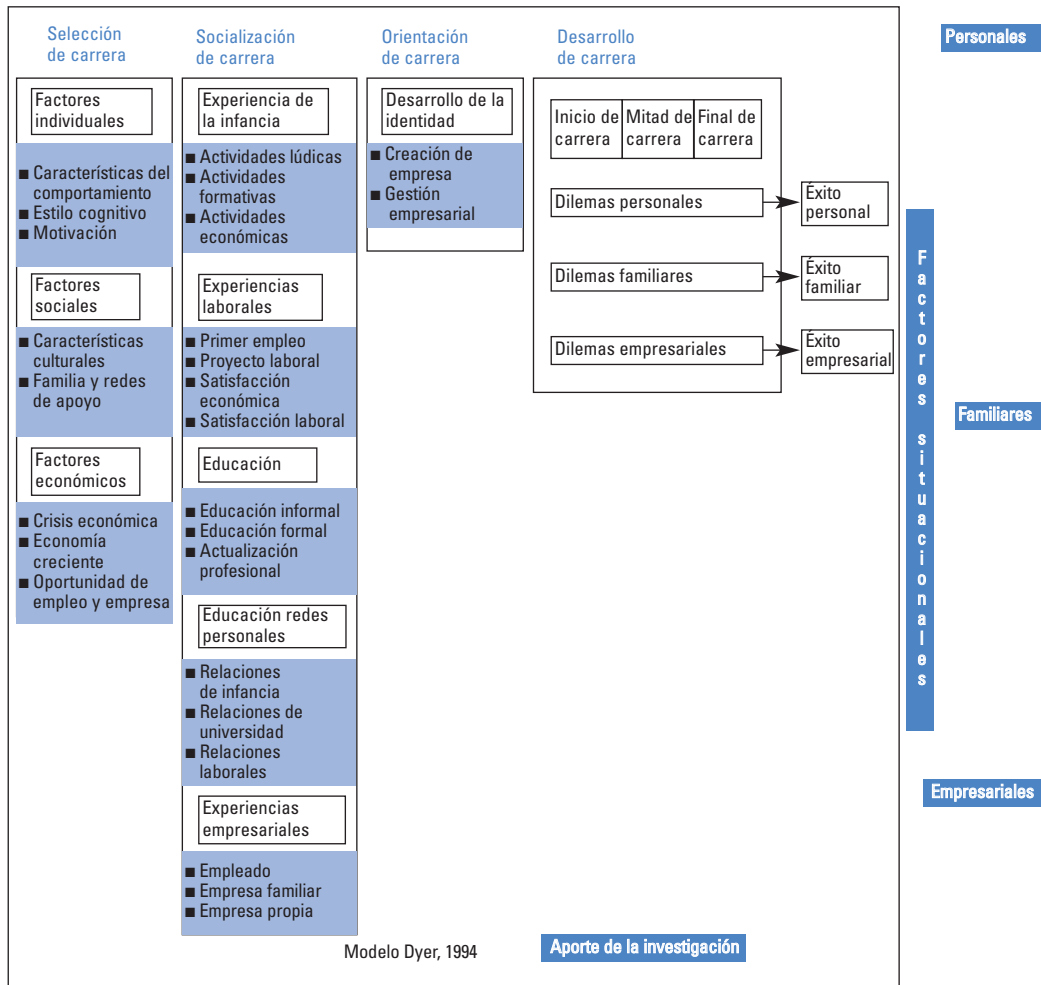 Selección
de carrera
Factores
individuales
■ Características del
comportamiento
■ Estilo cognitivo
■ Motivación
Factores
sociales
■ Características
culturales
■ Familia y redes
de apoyo
Factores
económicos
■ Crisis económica
■ Economía
creciente
■ Oportunidad de
empleo y empresa
Socialización
de carrera
Experiencia de
la infancia
■ Actividades lúdicas
■ Actividades
formativas
■ Actividades
económicas
Experiencias
laborales
■ Primer empleo
■ Proyecto laboral
■ Satisfacción
económica
■ Satisfacción laboral
Educación
■ Educación informal
■ Educación formal
■ Actualización
profesional
Educación redes
personales
■ Relaciones
de infancia
■ Relaciones de
universidad
■ Relaciones
laborales
Experiencias
empresariales
■ Empleado
■ Empresa familiar
■ Empresa propia
Orientación
de carrera
Desarrollo de la
identidad
■ Creación de
empresa
■ Gestión
empresarial
Desarrollo
de carrera
Inicio de
carrera
Mitad de
carrera
Final de
carrera
Dilemas personales
Éxito
personal
Dilemas familiares
Éxito
familiar
Dilemas empresariales
Éxito
empresarial
Factores situacionales
Personales
Familiares
Empresariales
Modelo Dyer, 1994
Aporte de la investigación